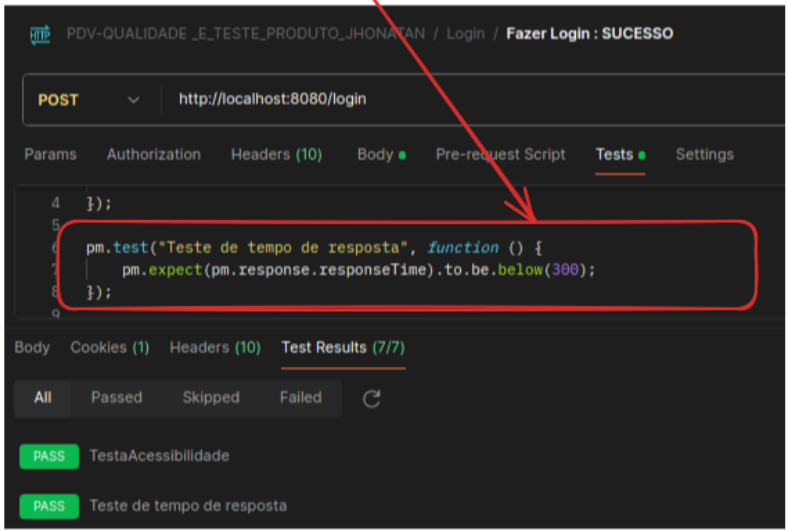 HTTP PDV-QUALIDADE _E_TESTE_PRODUTO_JHONATAN / Login / Fazer Login : SUCESSO
POST http://localhost:8080/login
Params Authorization Headers (10) Body Pre-request Script Tests Settings
4 });
5
6 pm.test("Teste de tempo de resposta", function () {
7 pm.expect(pm.response.responseTime).to.be.below(300);
8 });
9
Body Cookies (1) Headers (10) Test Results (7/7)
All Passed Skipped Failed
PASS TestaAcessibilidade
PASS Teste de tempo de resposta